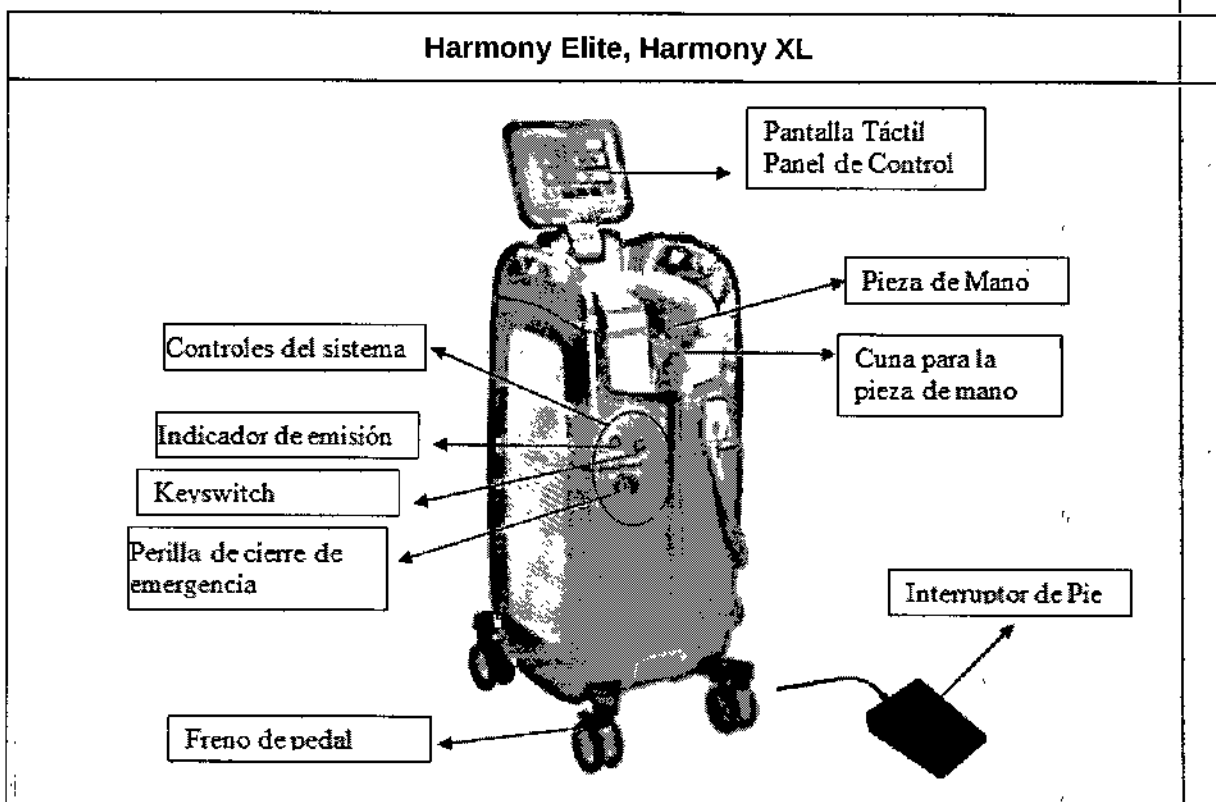 Harmony Elite, Harmony XL
Pantalla Táctil
Panel de Control
Pieza de Mano
Controles del sistema
Cuna para la
pieza de mano
Indicador de emisión
Keyswitch
Perilla de cierre de
emergencia
Interruptor de Pie
Freno de pedal